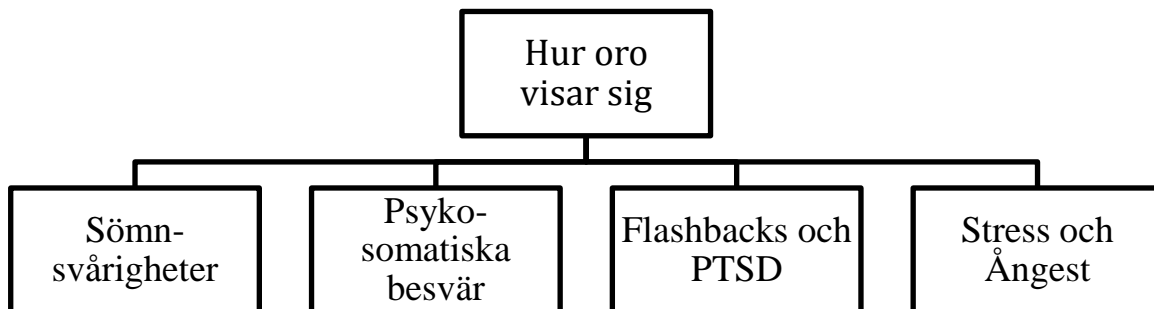 Hur oro
visar sig
Sömn-
svårigheter
Psyko-
somatiska
besvär
Flashbacks och
PTSD
Stress och
Ångest